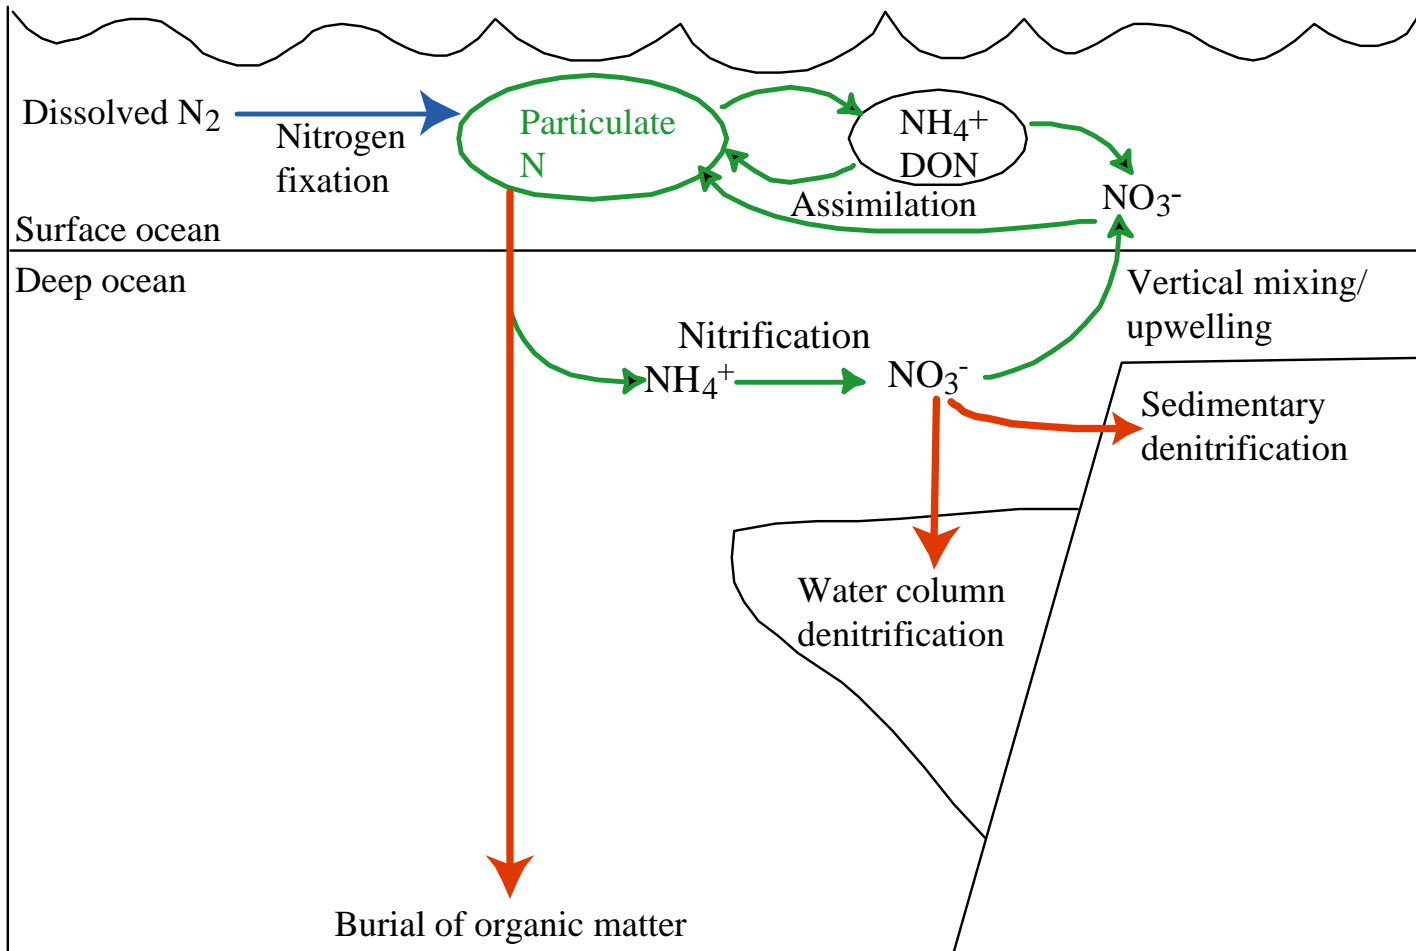 Dissolved N2
Nitrogen
fixation
Particulate
N
NH4+
DON
NO3-
Assimilation
Surface ocean
Deep ocean
Vertical mixing/
upwelling
Nitrification
NH4+
NO3-
Sedimentary
denitrification
Water column
denitrification
Burial of organic matter